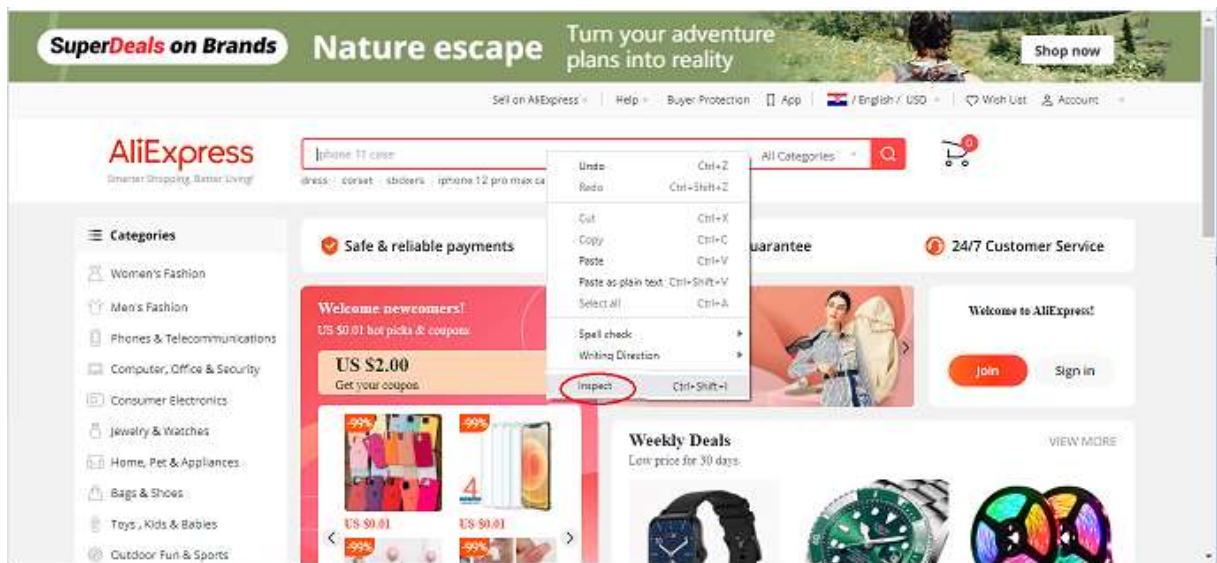 SuperDeals on Brands
Nature escape
Turn your adventure
plans into reality
Shop now
Sell on AliExpress
Help
Buyer Protection
App
/ English / USD
Wish List
Account
AliExpress
Smarter Shopping, Better Living!
iphone 11 case
All Categories
0
dress corset stickers iphone 12 pro max ca
Undo Ctrl+Z
Redo Ctrl+Shift+Z
Cut Ctrl+X
Copy Ctrl+C
Paste Ctrl+V
Paste as plain text Ctrl+Shift+V
Select all Ctrl+A
Spell check
Writing Direction
Inspect Ctrl+Shift+I
Categories
Women's Fashion
Men's Fashion
Phones & Telecommunications
Computer, Office & Security
Consumer Electronics
Jewelry & Watches
Home, Pet & Appliances
Bags & Shoes
Toys , Kids & Babies
Outdoor Fun & Sports
Safe & reliable payments
uarantee
24/7 Customer Service
Welcome newcomers!
US $0.01 hot picks & coupons
US $2.00
Get your coupon
-99%
-99%
4
US $0.01
US $0.01
-99%
-99%
Welcome to AliExpress!
Join
Sign in
Weekly Deals
VIEW MORE
Low price for 30 days